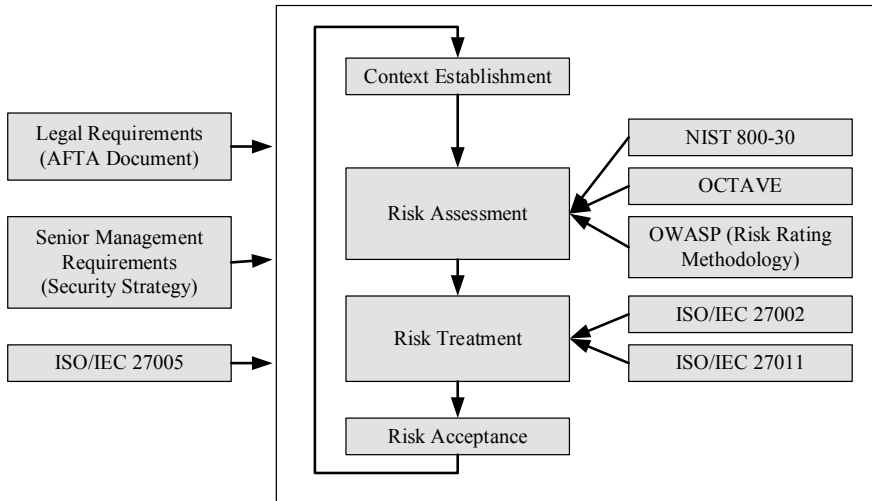 Context Establishment
Legal Requirements
(AFTA Document)
NIST 800-30
OCTAVE
Risk Assessment
Senior Management
Requirements
(Security Strategy)
OWASP (Risk Rating
Methodology)
ISO/IEC 27002
Risk Treatment
ISO/IEC 27005
ISO/IEC 27011
Risk Acceptance